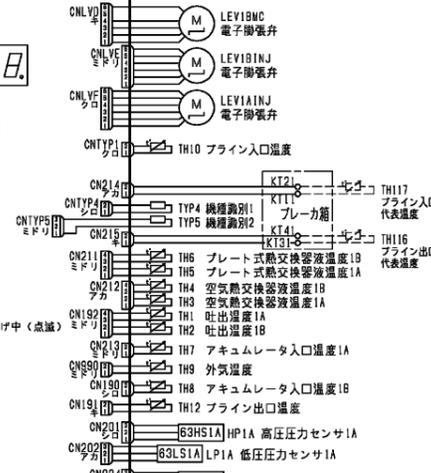 CNLVD
キ
LEV1BMC
電子膨張弁
CNLVE
ミドリ
LEV1BINJ
電子膨張弁
CNLVF
クロ
LEV1AINJ
電子膨張弁
M
M
M
CNTYP1
クロ
TH10 ブライン入口温度
CN214
アカ
KT21
KT11
ブレーカ箱
TH17
ブライン入口
代表温度
CNTYP4
シロ
TYP4 機種識別1
CNTYP5
ミドリ
TYP5 機種識別2
CN215
キ
KT41
KT31
TH16
ブライン出口
代表温度
CN211
ミドリ
TH6 プレート式熱交換器液温度1B
TH5 プレート式熱交換器液温度1A
CN212
アカ
TH4 空気熱交換器液温度1B
TH3 空気熱交換器液温度1A
CN192
ミドリ
TH1 吐出温度1A
TH2 吐出温度1B
げ中（点滅）
CN213
ミドリ
TH7 アキュムレータ入口温度1A
CN990
ミドリ
TH9 外気温度
CN190
シロ
TH8 アキュムレータ入口温度1B
CN191
キ
TH12 ブライン出口温度
CN201
シロ
63HS1A HP1A 高圧圧力センサ1A
CN202
アカ
63LS1A LP1A 低圧圧力センサ1A